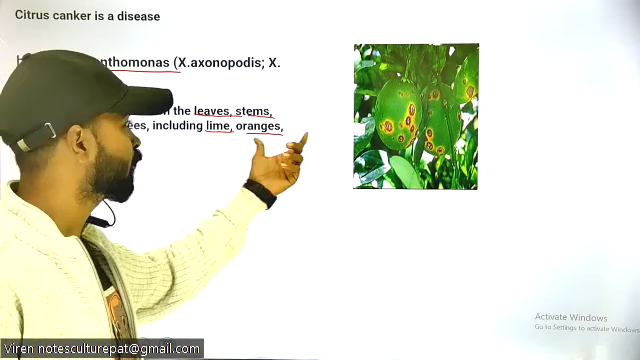 Citrus canker is a disease
nthomonas (X.axonopodis; X.
n the leaves, stems,
ees, including lime, oranges,
Activate Windows
Go to Settings to activate Windows
Viren notesculturepat@gmail.com